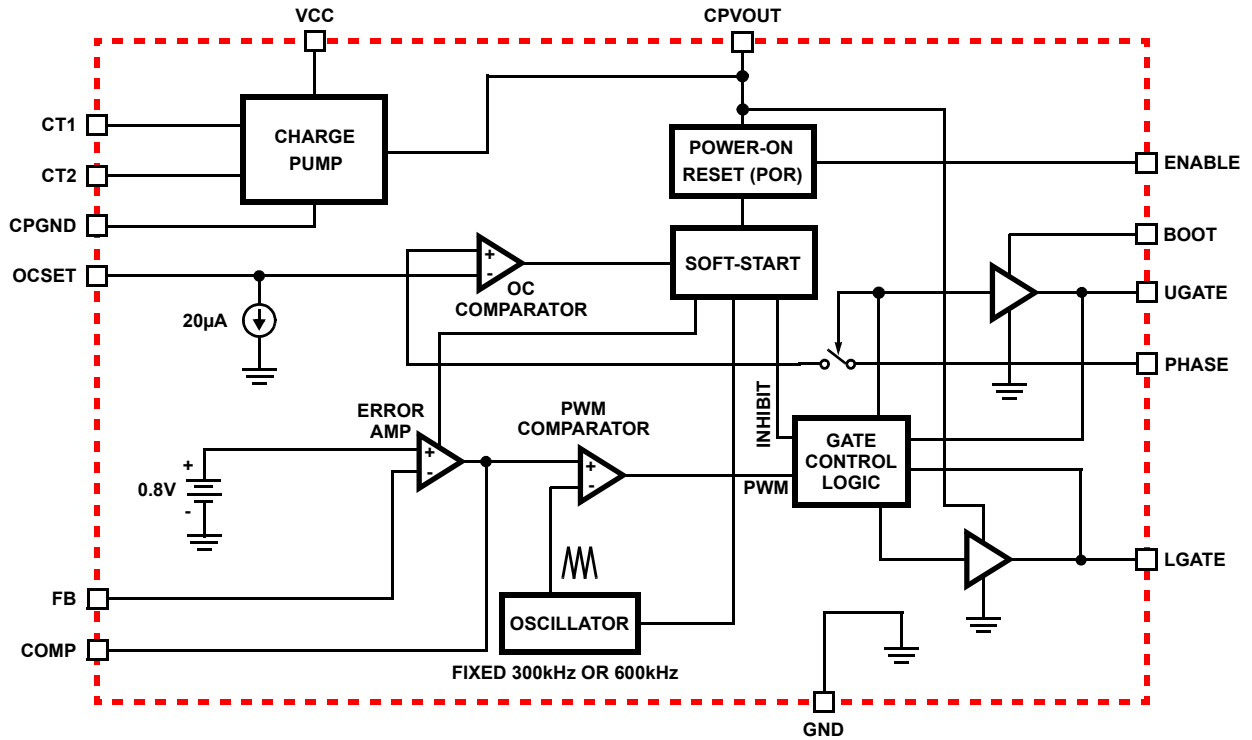 VCC
CPVOUT
CT1
CHARGE
PUMP
POWER-ON
RESET (POR)
ENABLE
CT2
CPGND
BOOT
OCSET
+
-
OC
COMPARATOR
SOFT-START
UGATE
20µA
PHASE
INHIBIT
ERROR
AMP
PWM
COMPARATOR
+
-
+
-
GATE
CONTROL
LOGIC
+
0.8V
-
PWM
LGATE
FB
OSCILLATOR
COMP
FIXED 300kHz OR 600kHz
GND